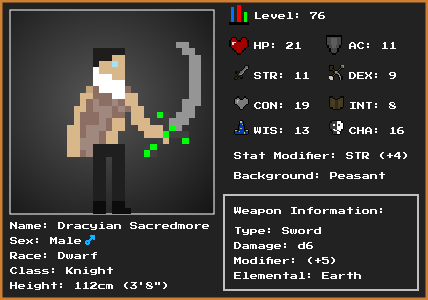 Level: 76
HP: 21 AC: 11
STR: 11 DEX: 9
CON: 19 INT: 8
WIS: 13 CHA: 16
Stat Modifier: STR (+4)
Background: Peasant
Name: Dracyian Sacredmore
Sex: Male ♂
Race: Dwarf
Class: Knight
Height: 112cm (3'8")
Weapon Information:
Type: Sword
Damage: d6
Modifier: (+5)
Elemental: Earth